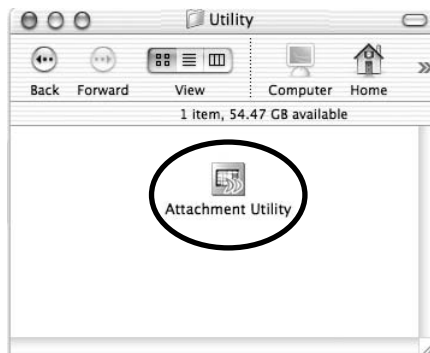 Utility
Back Forward View Computer Home
1 item, 54.47 GB available
Attachment Utility